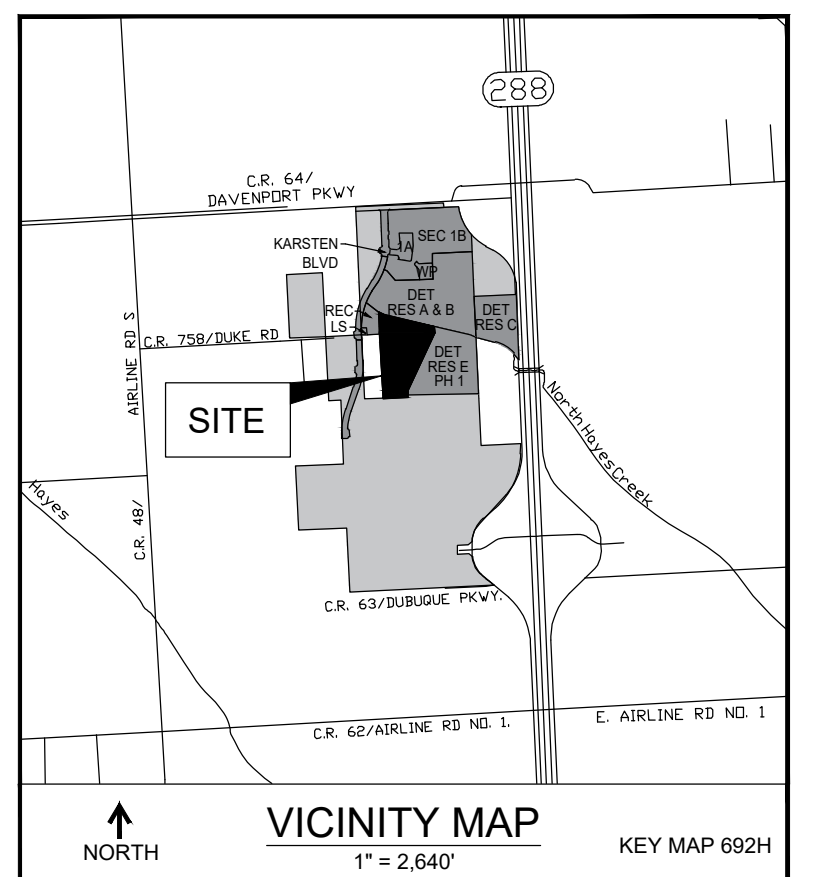 288
C.R. 64/
DAVENPORT PKWY
KARSTEN
BLVD
1A
SEC 1B
WP
DET
RES A & B
DET
RES C
REC
LS
C.R. 758/DUKE RD
DET
RES E
PH 1
AIRLINE RD S
SITE
North Hayes Creek
Hayes
C.R. 48/
C.R. 63/DUBUQUE PKWY.
C.R. 62/AIRLINE RD NO. 1.
E. AIRLINE RD NO. 1
NORTH
VICINITY MAP
1" = 2,640'
KEY MAP 692H